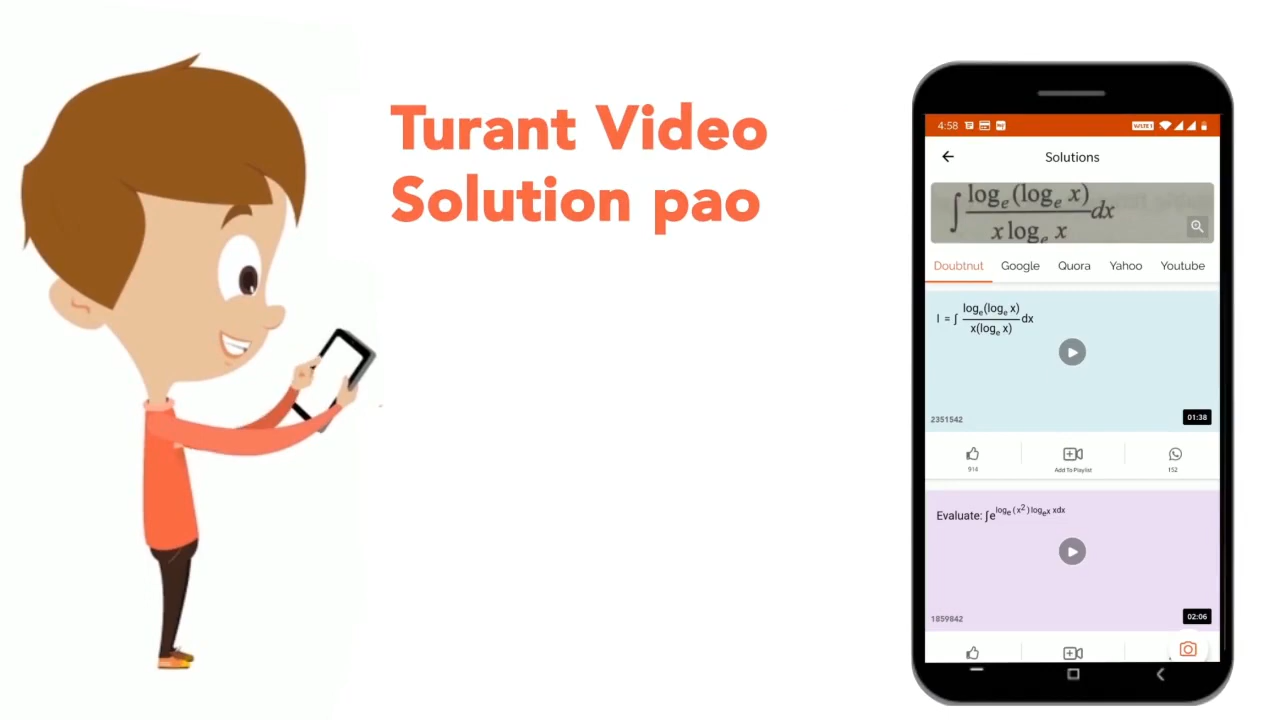 Turant Video
Solution pao
4:58
VoLTE1
Solutions
∫ logₑ(logₑ x) / x logₑ x dx
Doubtnut Google Quora Yahoo Youtube
I = ∫ logₑ(logₑ x) / x(logₑ x) dx
2351542 01:38
914 Add To Playlist 152
Evaluate: ∫e^logₑ(x²)logₑx xdx
1859842 02:06